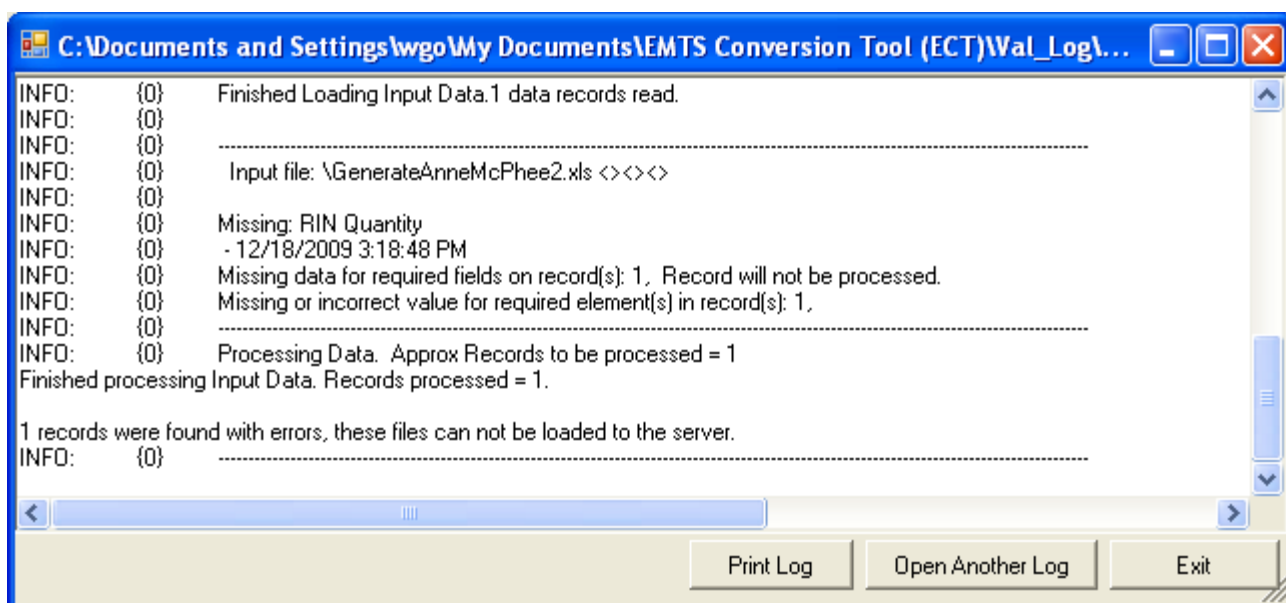 C:\Documents and Settings\wgo\My Documents\EMTS Conversion Tool (ECT)\Val_Log\...
INFO: {0} Finished Loading Input Data.1 data records read.
INFO: {0}
INFO: {0} ----------------------------------------------------------------------
INFO: {0} Input file: \GenerateAnneMcPhee2.xls <><><>
INFO: {0}
INFO: {0} Missing: RIN Quantity
INFO: {0} - 12/18/2009 3:18:48 PM
INFO: {0} Missing data for required fields on record(s): 1, Record will not be processed.
INFO: {0} Missing or incorrect value for required element(s) in record(s): 1,
INFO: {0} ----------------------------------------------------------------------
INFO: {0} Processing Data. Approx Records to be processed = 1
Finished processing Input Data. Records processed = 1.
1 records were found with errors, these files can not be loaded to the server.
INFO: {0} ----------------------------------------------------------------------
Print Log Open Another Log Exit